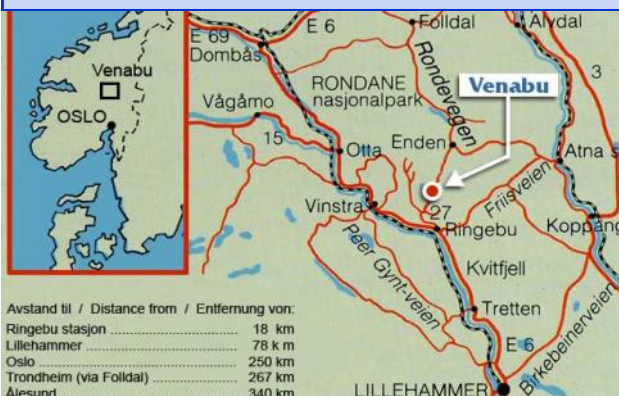 E 6
Folldal
Alvdal
E 69
Dombås
Rondevegen
3
Venabu
Venabu
RONDANE
nasjonalpark
Vågåmo
OSLO
15
Otta
Enden
Atna
Friisveien
Vinstra
27
Ringebu
Koppang
Peer Gynt-veien
Kvitfjell
Tretten
E 6
Birkebeinerveien
LILLEHAMMER
Avstand til / Distance from / Entfernung von:
Ringebu stasjon 18 km
Lillehammer 78 k m
Oslo 250 km
Trondheim (via Folldal) 267 km
Ålesund 340 km